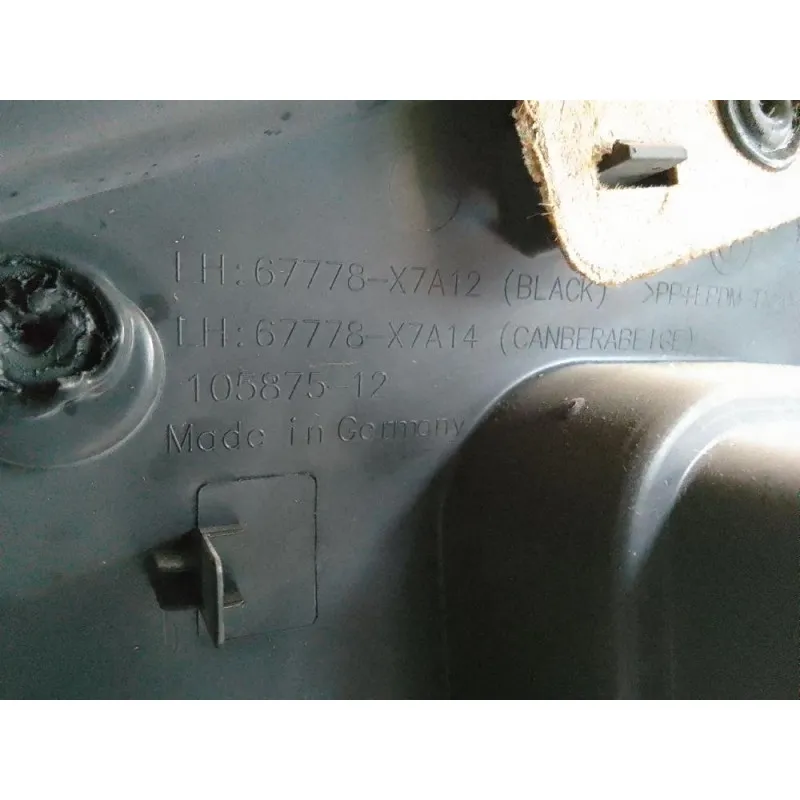 LH: 67778-X7A12 (BLACK)
LH: 67778-X7A14 (CANBERABEIGE)
105875-12
Made in Germany